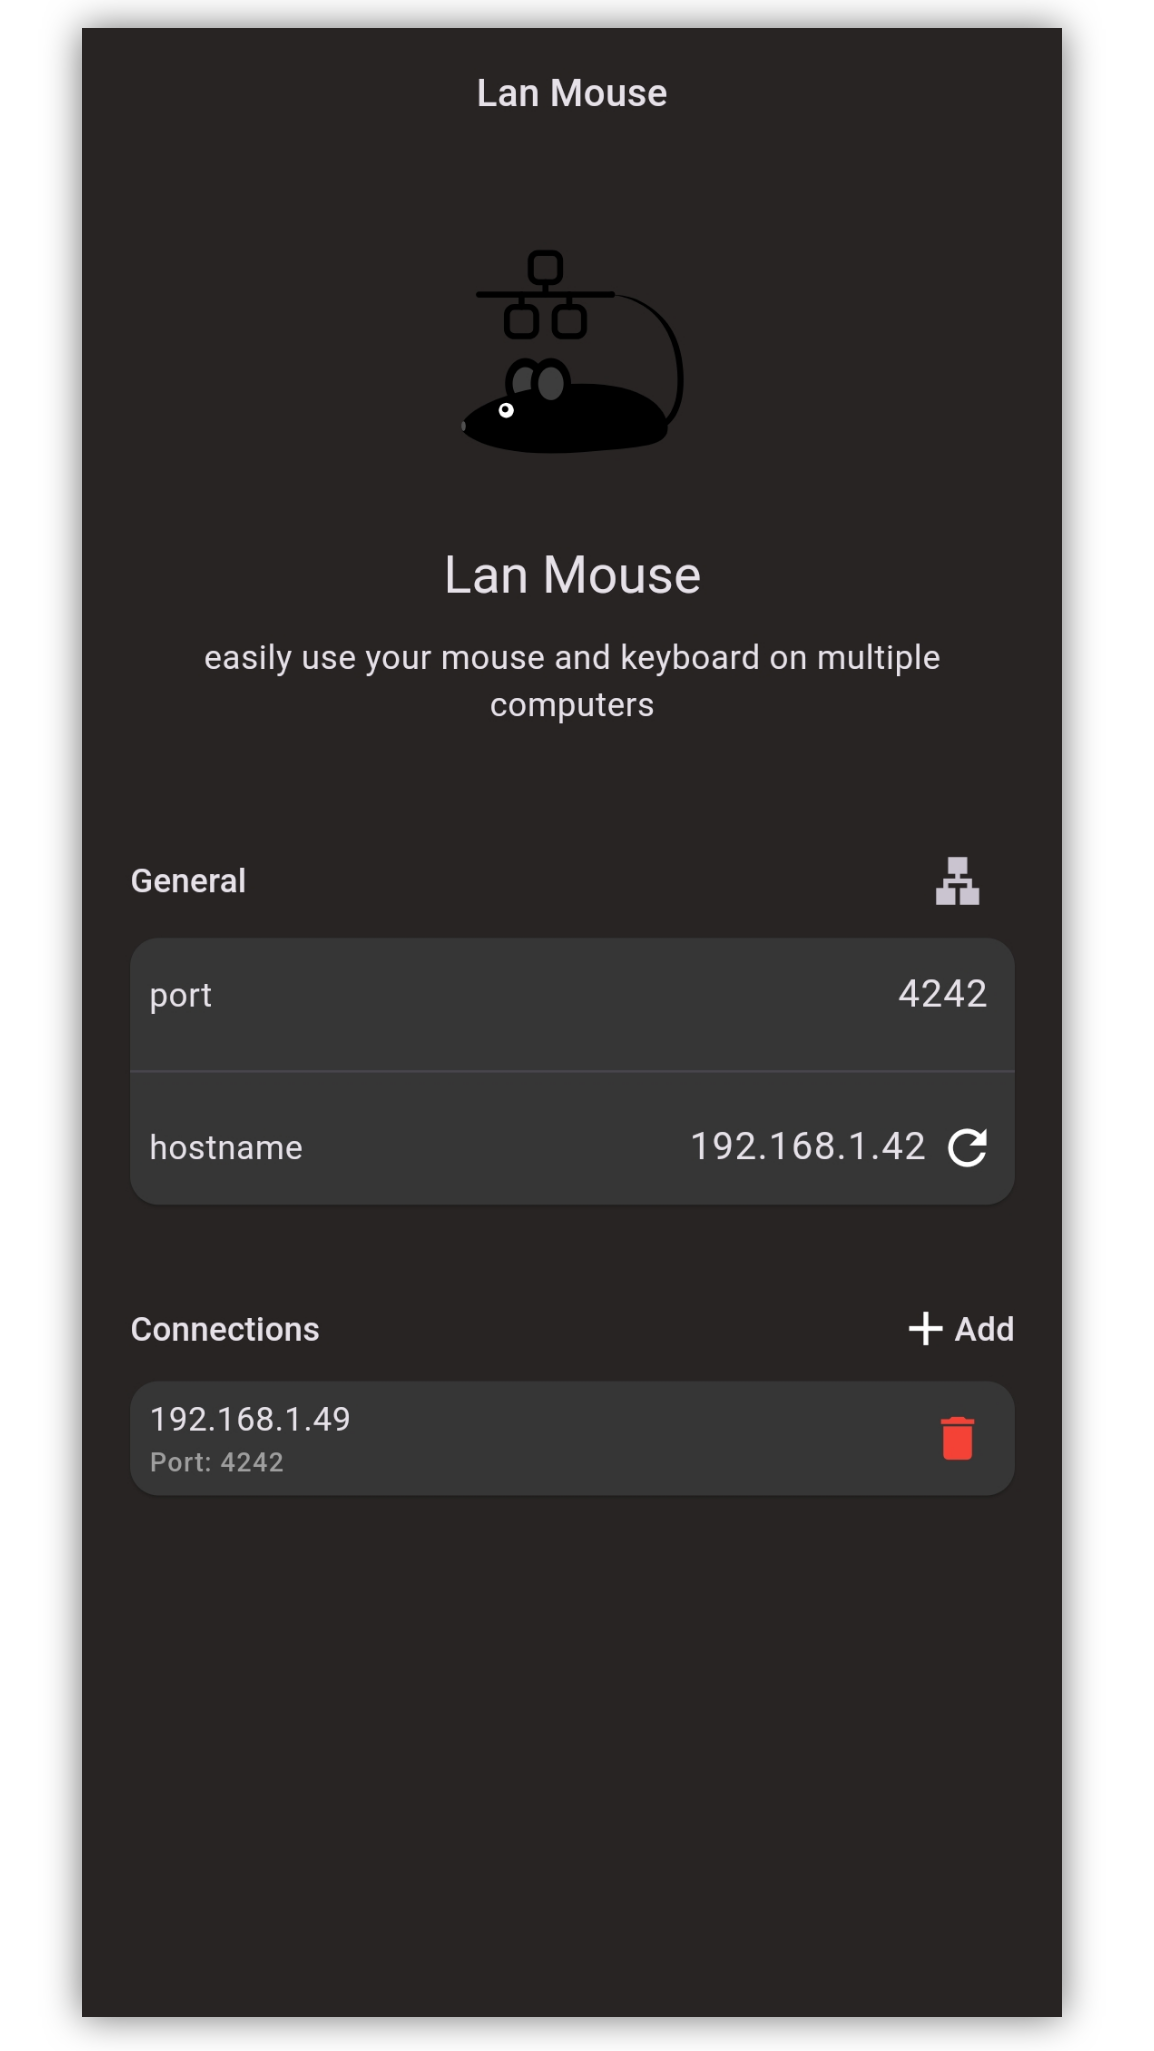 Lan Mouse
Lan Mouse
easily use your mouse and keyboard on multiple
computers
General
port
4242
hostname
192.168.1.42
Connections
Add
192.168.1.49
Port: 4242